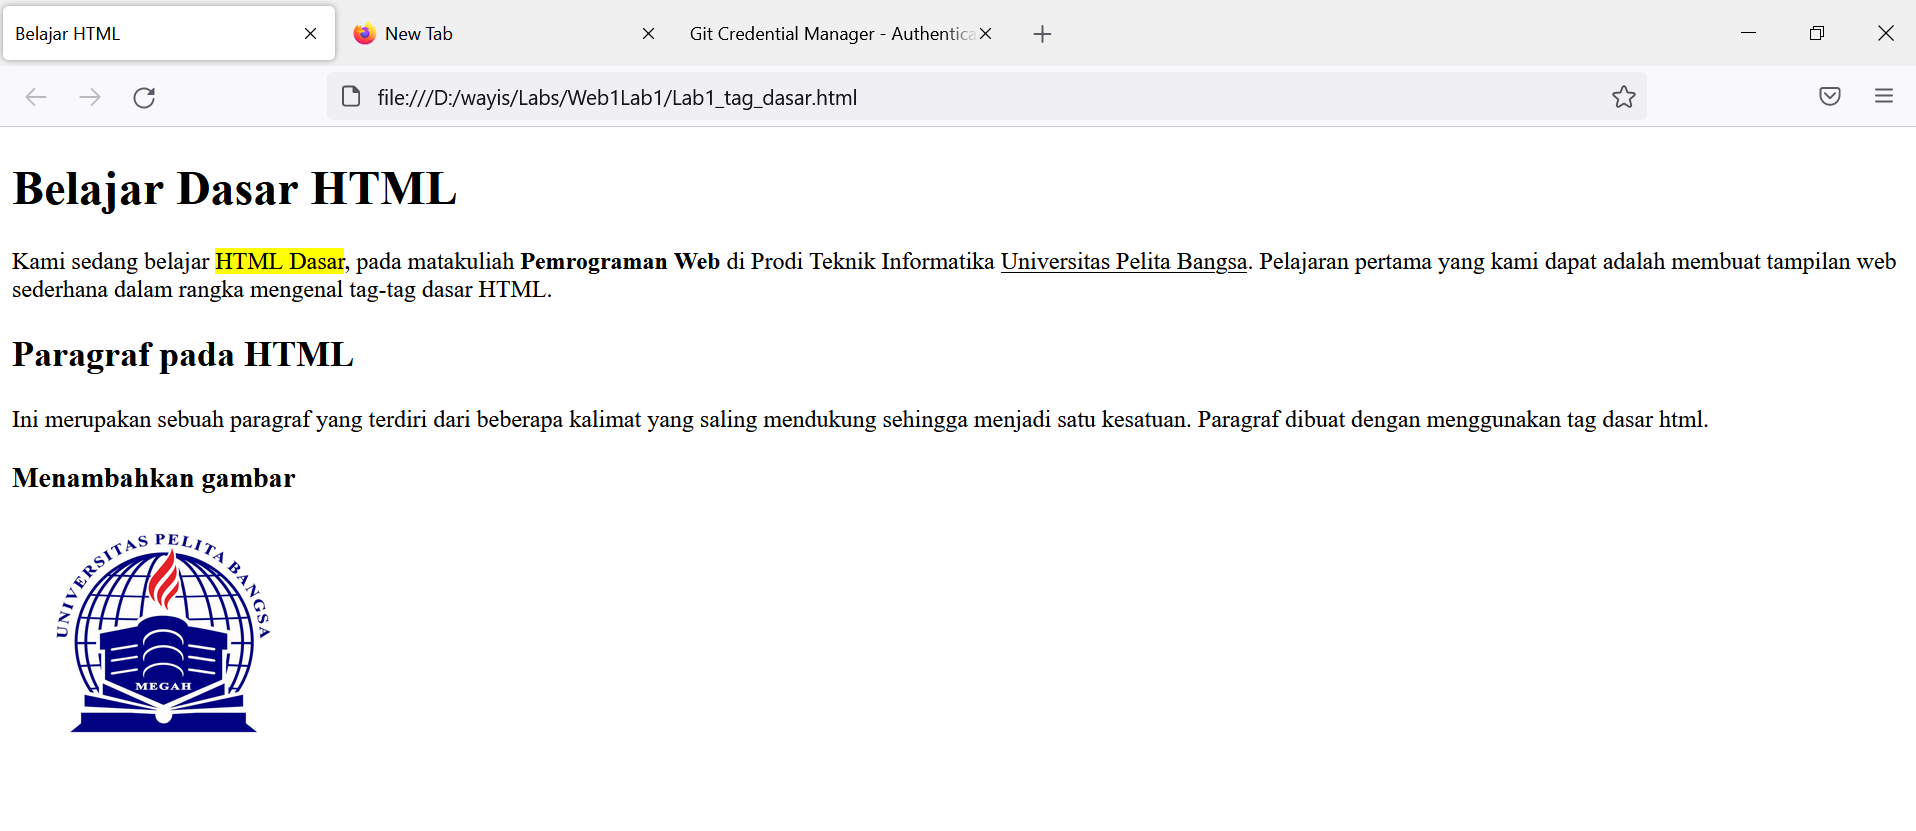 Belajar HTML
New Tab
Git Credential Manager - Authentica
file:///D:/wayis/Labs/Web1Lab1/Lab1_tag_dasar.html
Belajar Dasar HTML
Kami sedang belajar HTML Dasar, pada matakuliah Pemrograman Web di Prodi Teknik Informatika Universitas Pelita Bangsa. Pelajaran pertama yang kami dapat adalah membuat tampilan web
sederhana dalam rangka mengenal tag-tag dasar HTML.
Paragraf pada HTML
Ini merupakan sebuah paragraf yang terdiri dari beberapa kalimat yang saling mendukung sehingga menjadi satu kesatuan. Paragraf dibuat dengan menggunakan tag dasar html.
Menambahkan gambar
UNIVERSITAS PELITA BANGSA
MEGAH